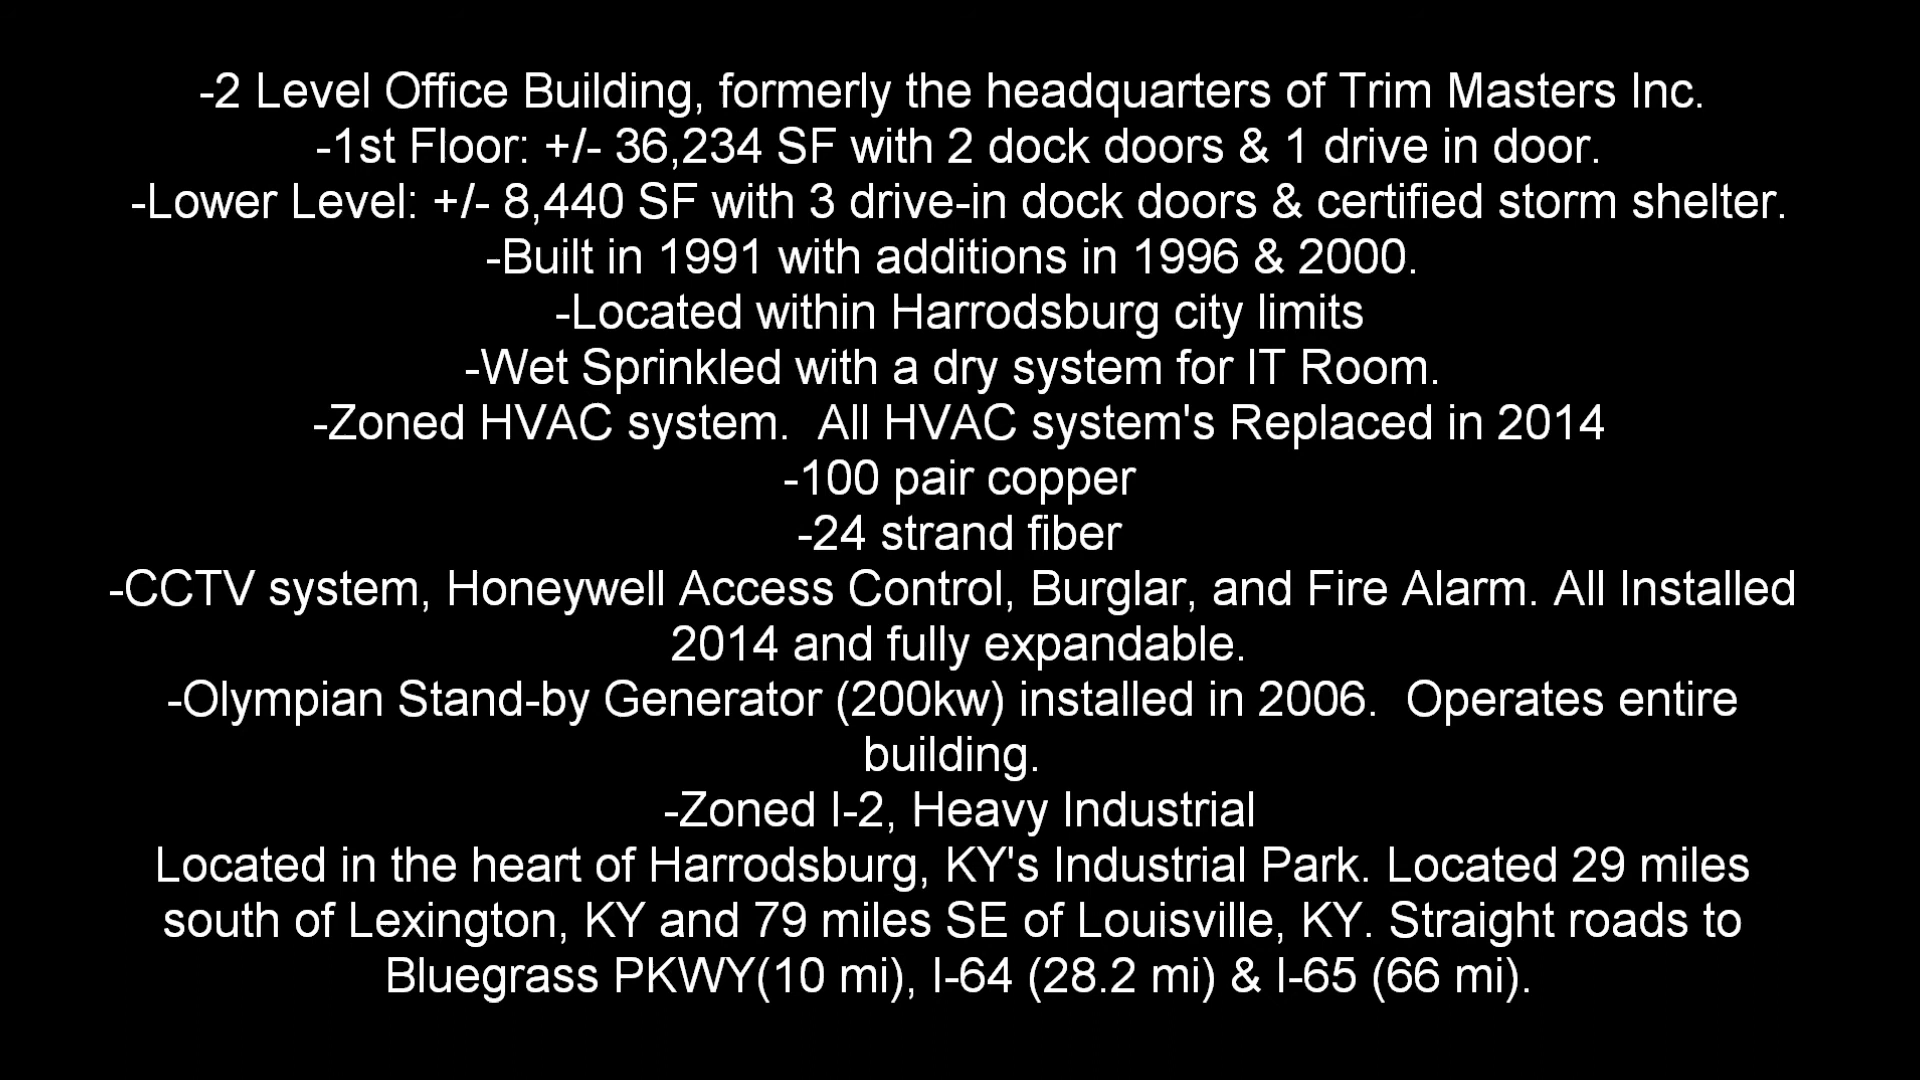 -2 Level Office Building, formerly the headquarters of Trim Masters Inc.
-1st Floor: +/- 36,234 SF with 2 dock doors & 1 drive in door.
-Lower Level: +/- 8,440 SF with 3 drive-in dock doors & certified storm shelter.
-Built in 1991 with additions in 1996 & 2000.
-Located within Harrodsburg city limits
-Wet Sprinkled with a dry system for IT Room.
-Zoned HVAC system.  All HVAC system's Replaced in 2014
-100 pair copper
-24 strand fiber
-CCTV system, Honeywell Access Control, Burglar, and Fire Alarm. All Installed
2014 and fully expandable.
-Olympian Stand-by Generator (200kw) installed in 2006.  Operates entire
building.
-Zoned I-2, Heavy Industrial
Located in the heart of Harrodsburg, KY's Industrial Park. Located 29 miles
south of Lexington, KY and 79 miles SE of Louisville, KY. Straight roads to
Bluegrass PKWY(10 mi), I-64 (28.2 mi) & I-65 (66 mi).